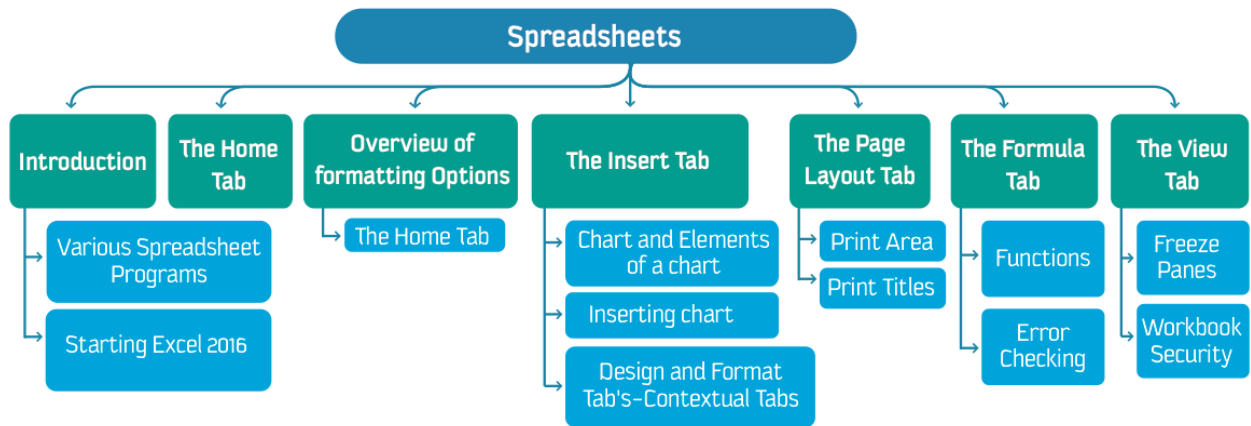 Spreadsheets
Introduction
Various Spreadsheet
Programs
Starting Excel 2016
The Home
Tab
Overview of
formatting Options
The Home Tab
The Insert Tab
Chart and Elements
of a chart
Inserting chart
Design and Format
Tab's-Contextual Tabs
The Page
Layout Tab
Print Area
Print Titles
The Formula
Tab
Functions
Error
Checking
The View
Tab
Freeze
Panes
Workbook
Security